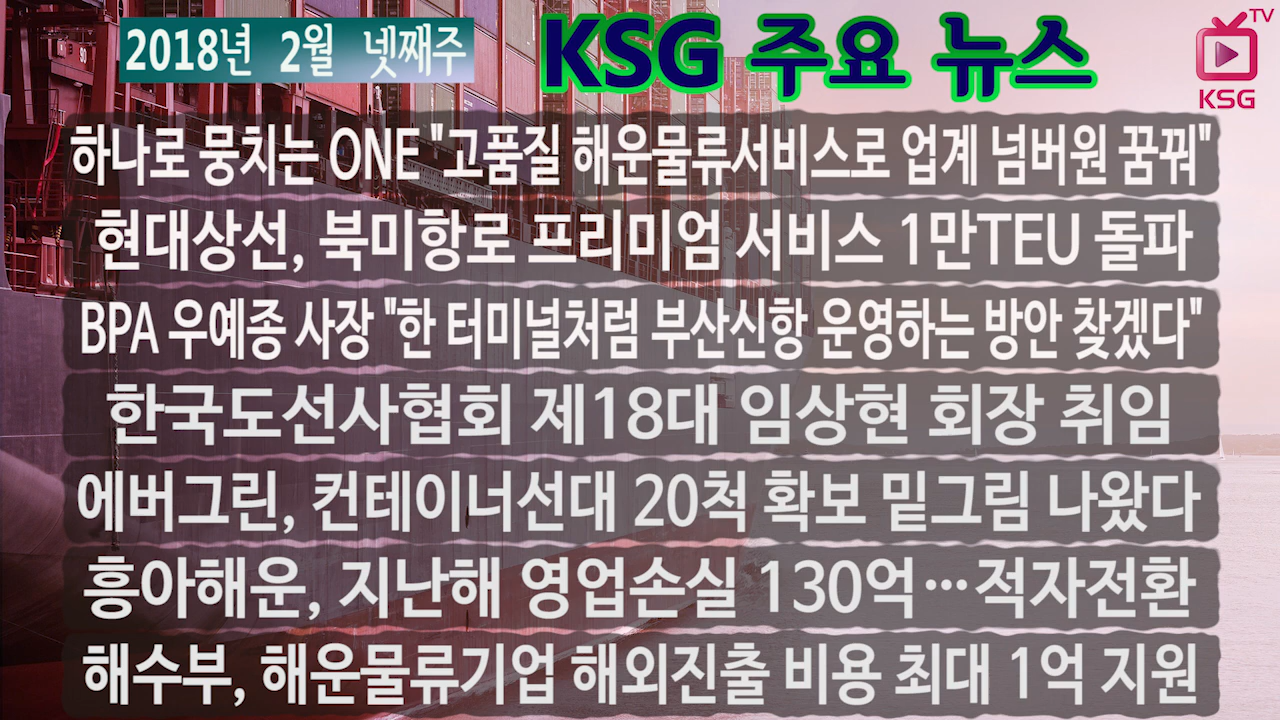 2018년 2월 넷째주
KSG 주요 뉴스
TV
KSG
하나로 뭉치는 ONE "고품질 해운물류서비스로 업계 넘버원 꿈꿔"
현대상선, 북미항로 프리미엄 서비스 1만TEU 돌파
BPA 우예종 사장 "한 터미널처럼 부산신항 운영하는 방안 찾겠다"
한국도선사협회 제18대 임상현 회장 취임
에버그린, 컨테이너선대 20척 확보 밑그림 나왔다
흥아해운, 지난해 영업손실 130억…적자전환
해수부, 해운물류기업 해외진출 비용 최대 1억 지원